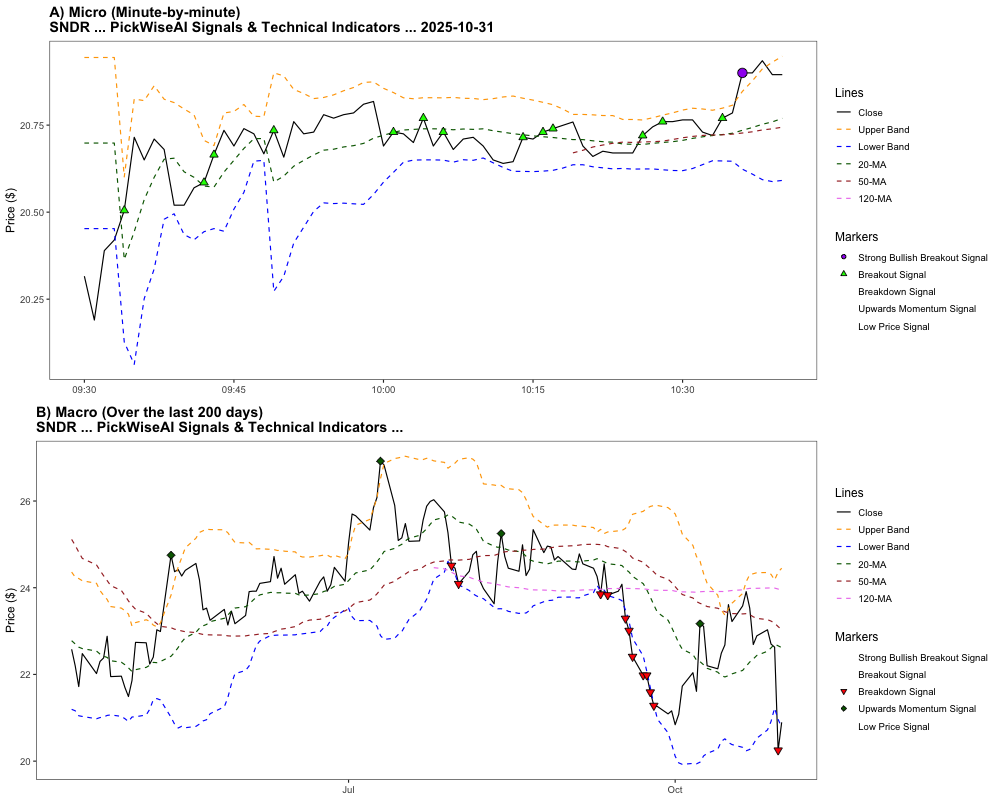 A) Micro (Minute-by-minute)
SNDR ... PickWiseAI Signals & Technical Indicators ... 2025-10-31
Price ($)
20.75
20.50
20.25
09:30
09:45
10:00
10:15
10:30
Lines
Close
Upper Band
Lower Band
20-MA
50-MA
120-MA
Markers
Strong Bullish Breakout Signal
Breakout Signal
Breakdown Signal
Upwards Momentum Signal
Low Price Signal
B) Macro (Over the last 200 days)
SNDR ... PickWiseAI Signals & Technical Indicators ...
Price ($)
26
24
22
20
Jul
Oct
Lines
Close
Upper Band
Lower Band
20-MA
50-MA
120-MA
Markers
Strong Bullish Breakout Signal
Breakout Signal
Breakdown Signal
Upwards Momentum Signal
Low Price Signal